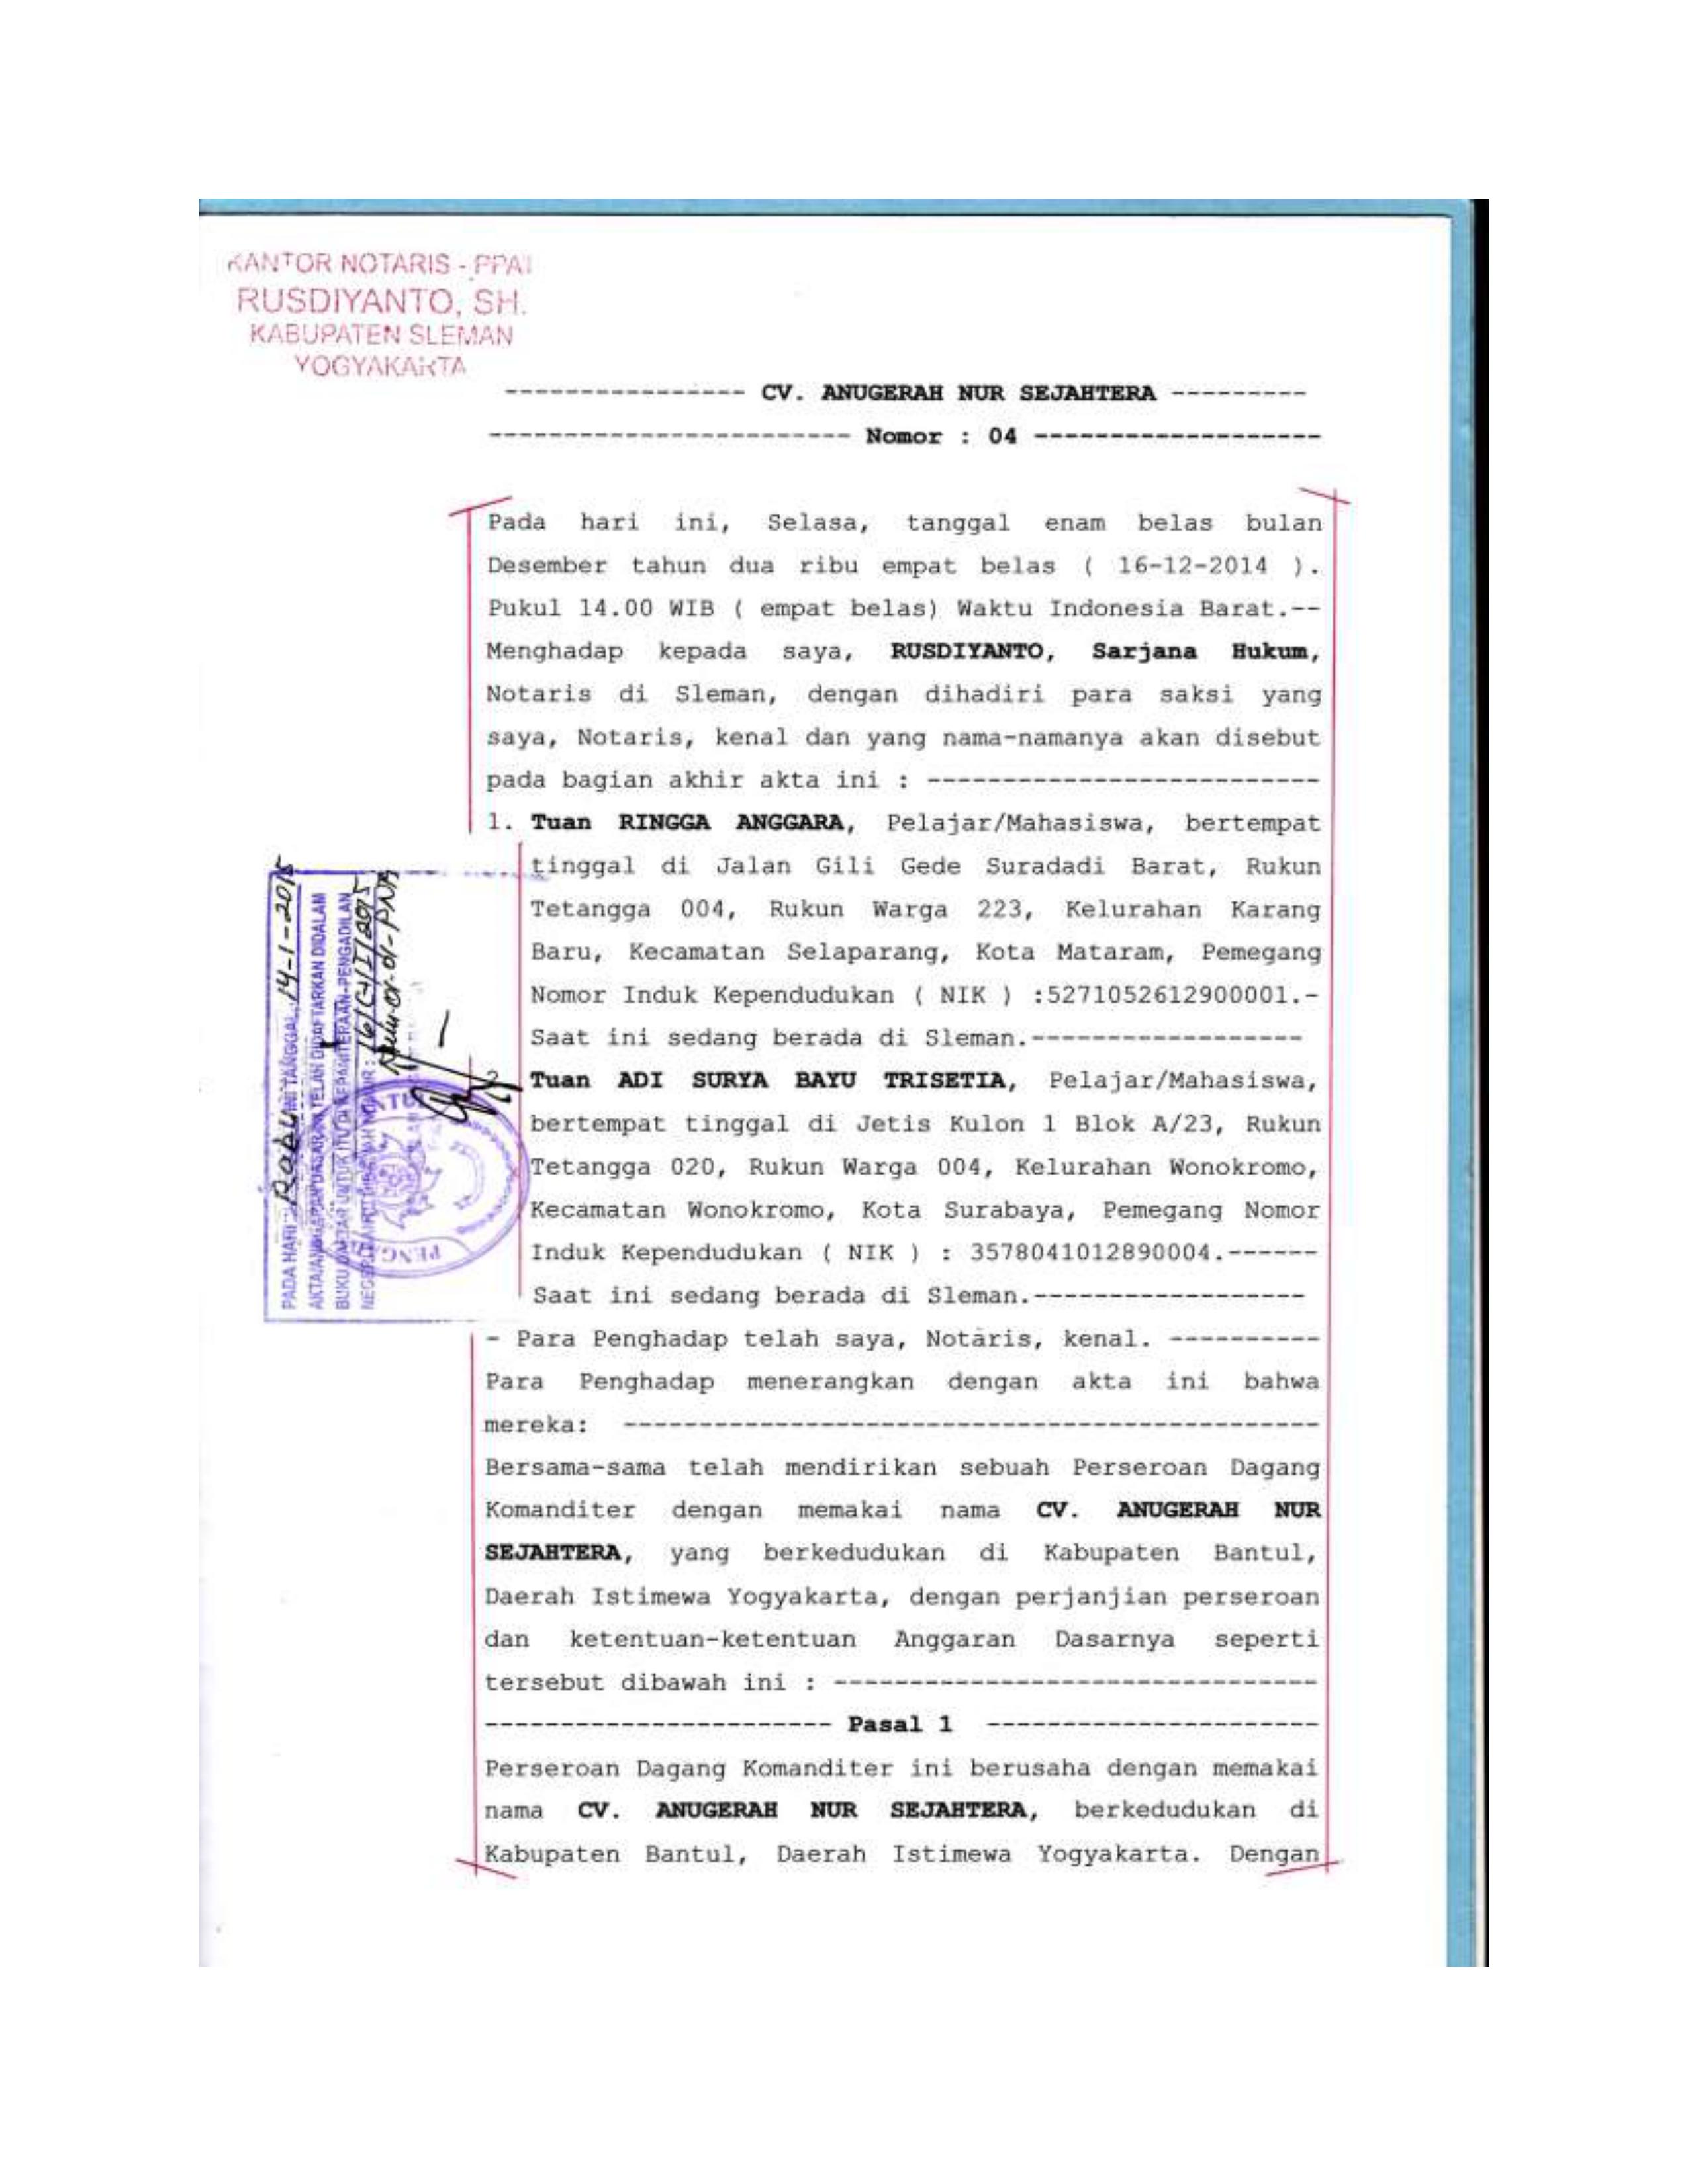 KANTOR NOTARIS - PPAT
RUSDIYANTO, SH.
KABUPATEN SLEMAN
YOGYAKARTA
---------------- CV. ANUGERAH NUR SEJAHTERA ---------
------------------------ Nomor : 04 -------------------
Pada hari ini, Selasa, tanggal enam belas bulan
Desember tahun dua ribu empat belas ( 16-12-2014 ).
Pukul 14.00 WIB ( empat belas) Waktu Indonesia Barat.--
Menghadap kepada saya, RUSDIYANTO, Sarjana Hukum,
Notaris di Sleman, dengan dihadiri para saksi yang
saya, Notaris, kenal dan yang nama-namanya akan disebut
pada bagian akhir akta ini : --------------------------
1. Tuan RINGGA ANGGARA, Pelajar/Mahasiswa, bertempat
tinggal di Jalan Gili Gede Suradadi Barat, Rukun
Tetangga 004, Rukun Warga 223, Kelurahan Karang
Baru, Kecamatan Selaparang, Kota Mataram, Pemegang
Nomor Induk Kependudukan ( NIK ) :5271052612900001.-
Saat ini sedang berada di Sleman.------------------
2. Tuan ADI SURYA BAYU TRISETIA, Pelajar/Mahasiswa,
bertempat tinggal di Jetis Kulon 1 Blok A/23, Rukun
Tetangga 020, Rukun Warga 004, Kelurahan Wonokromo,
Kecamatan Wonokromo, Kota Surabaya, Pemegang Nomor
Induk Kependudukan ( NIK ) : 3578041012890004.------
Saat ini sedang berada di Sleman.------------------
- Para Penghadap telah saya, Notaris, kenal. ----------
Para Penghadap menerangkan dengan akta ini bahwa
mereka: ----------------------------------------------
Bersama-sama telah mendirikan sebuah Perseroan Dagang
Komanditer dengan memakai nama CV. ANUGERAH NUR
SEJAHTERA, yang berkedudukan di Kabupaten Bantul,
Daerah Istimewa Yogyakarta, dengan perjanjian perseroan
dan ketentuan-ketentuan Anggaran Dasarnya seperti
tersebut dibawah ini : --------------------------------
----------------------- Pasal 1 ----------------------
Perseroan Dagang Komanditer ini berusaha dengan memakai
nama CV. ANUGERAH NUR SEJAHTERA, berkedudukan di
Kabupaten Bantul, Daerah Istimewa Yogyakarta. Dengan
PADA HARI : Rabu INI TANGGAL 14-1-2015
AKTA/ANGGARAN DASAR INI TELAH DIDAFTARKAN DIDALAM
BUKU DAFTAR UNTUK ITU DI KEPANITERAAN-PENGADILAN
NEGERI